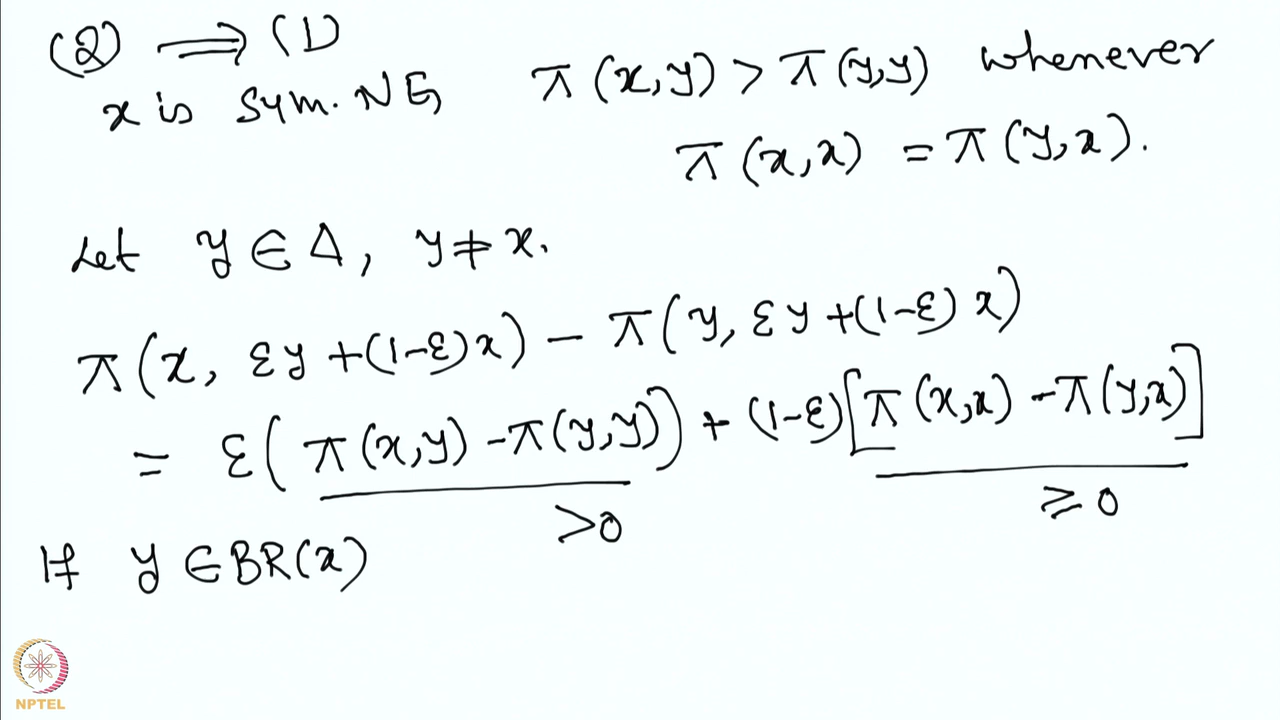 (2) ⟹ (1)
x is Sym. NE, π(x,y) > π(y,y) whenever
π(x,x) = π(y,x).
Let y ∈ Δ, y ≠ x.
π(x, εy + (1-ε)x) - π(y, εy + (1-ε)x)
= ε(π(x,y) - π(y,y)) + (1-ε)[π(x,x) - π(y,x)]
>0 ≥0
If y ∈ BR(x)
NPTEL